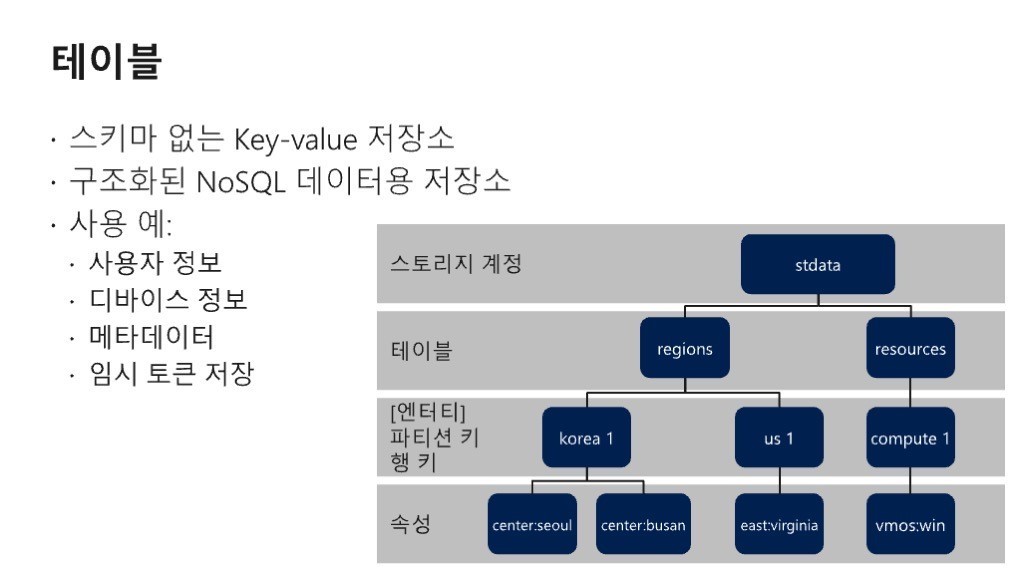 테이블
· 스키마 없는 Key-value 저장소
· 구조화된 NoSQL 데이터용 저장소
· 사용 예:
· 사용자 정보
· 디바이스 정보
· 메타데이터
· 임시 토큰 저장
스토리지 계정
stdata
테이블
regions
resources
[엔터티]
파티션 키
행 키
korea 1
us 1
compute 1
속성
center:seoul
center:busan
east:virginia
vmos:win